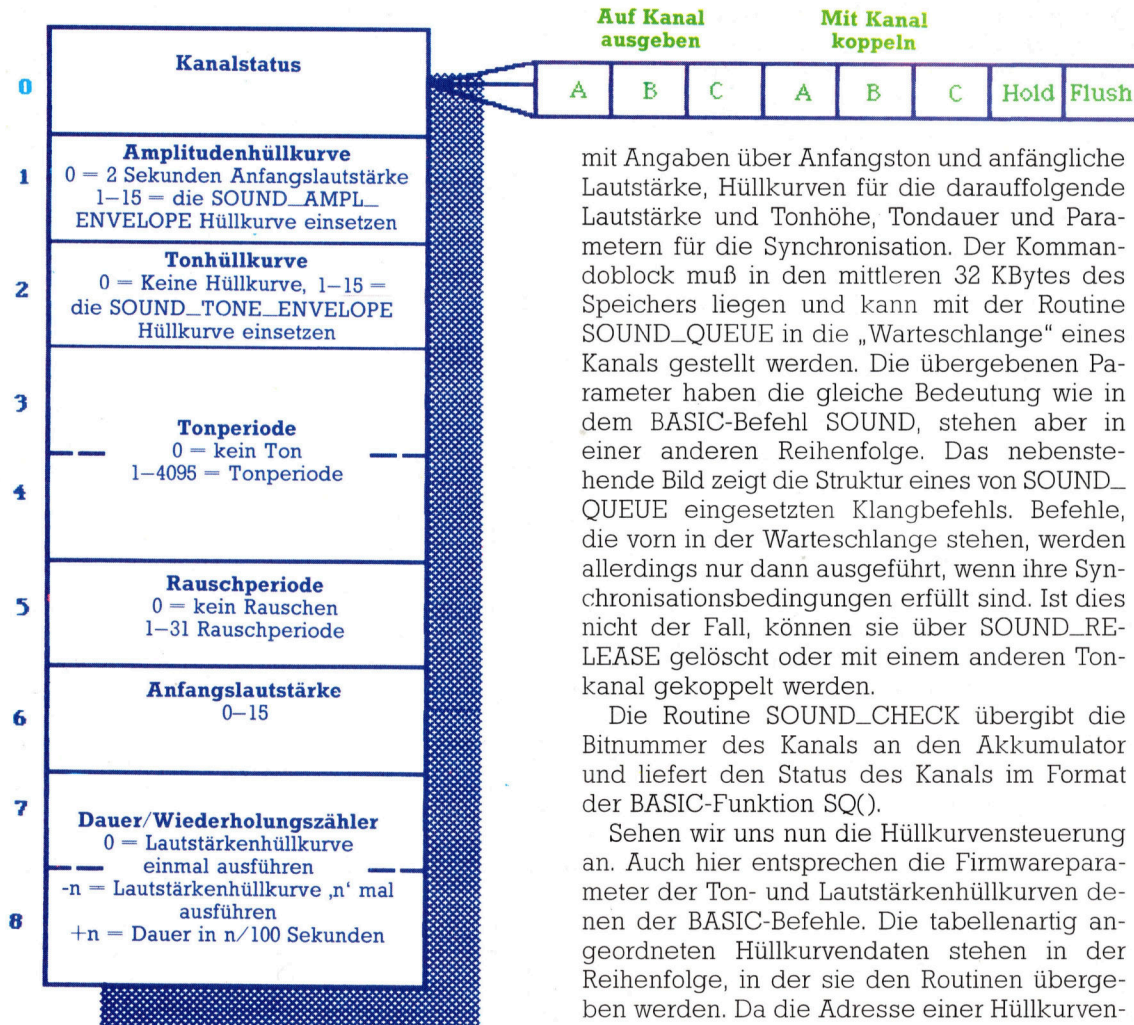 Auf Kanal
ausgeben
Mit Kanal
koppeln
A B C A B C Hold Flush
0
Kanalstatus
1
Amplitudenhüllkurve
0 = 2 Sekunden Anfangslautstärke
1–15 = die SOUND_AMPL_
ENVELOPE Hüllkurve einsetzen
2
Tonhüllkurve
0 = Keine Hüllkurve, 1–15 =
die SOUND_TONE_ENVELOPE
Hüllkurve einsetzen
3
Tonperiode
0 = kein Ton
1–4095 = Tonperiode
4
5
Rauschperiode
0 = kein Rauschen
1–31 Rauschperiode
6
Anfangslautstärke
0–15
7
Dauer/Wiederholungszähler
0 = Lautstärkenhüllkurve
einmal ausführen
-n = Lautstärkenhüllkurve ‚n‘ mal
ausführen
8
+n = Dauer in n/100 Sekunden
mit Angaben über Anfangston und anfängliche
Lautstärke, Hüllkurven für die darauffolgende
Lautstärke und Tonhöhe, Tondauer und Para-
metern für die Synchronisation. Der Komman-
doblock muß in den mittleren 32 KBytes des
Speichers liegen und kann mit der Routine
SOUND_QUEUE in die „Warteschlange“ eines
Kanals gestellt werden. Die übergebenen Pa-
rameter haben die gleiche Bedeutung wie in
dem BASIC-Befehl SOUND, stehen aber in
einer anderen Reihenfolge. Das nebenste-
hende Bild zeigt die Struktur eines von SOUND_
QUEUE eingesetzten Klangbefehls. Befehle,
die vorn in der Warteschlange stehen, werden
allerdings nur dann ausgeführt, wenn ihre Syn-
chronisationsbedingungen erfüllt sind. Ist dies
nicht der Fall, können sie über SOUND_RE-
LEASE gelöscht oder mit einem anderen Ton-
kanal gekoppelt werden.
Die Routine SOUND_CHECK übergibt die
Bitnummer des Kanals an den Akkumulator
und liefert den Status des Kanals im Format
der BASIC-Funktion SQ().
Sehen wir uns nun die Hüllkurvensteuerung
an. Auch hier entsprechen die Firmwarepara-
meter der Ton- und Lautstärkenhüllkurven de-
nen der BASIC-Befehle. Die tabellenartig an-
geordneten Hüllkurvendaten stehen in der
Reihenfolge, in der sie den Routinen überge-
ben werden. Da die Adresse einer Hüllkurven-